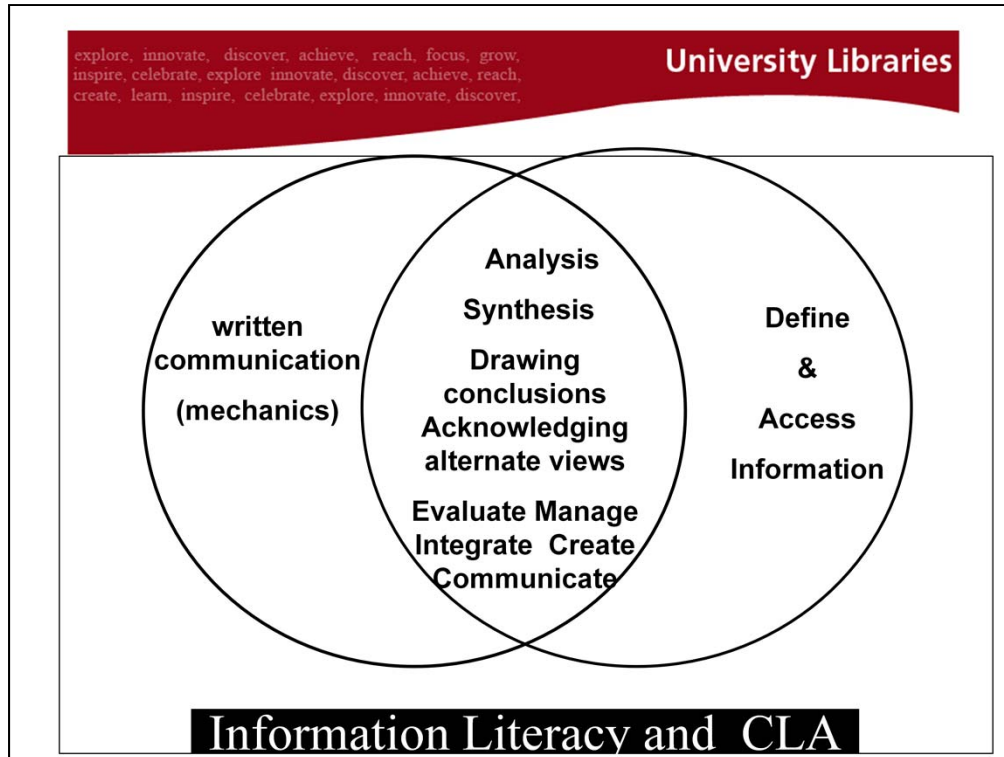 explore, innovate, discover, achieve, reach, focus, grow,
inspire, celebrate, explore innovate, discover, achieve, reach,
create, learn, inspire, celebrate, explore, innovate, discover,
University Libraries
written
communication
(mechanics)
Analysis
Synthesis
Drawing
conclusions
Acknowledging
alternate views
Evaluate Manage
Integrate Create
Communicate
Define
&
Access
Information
Information Literacy and CLA